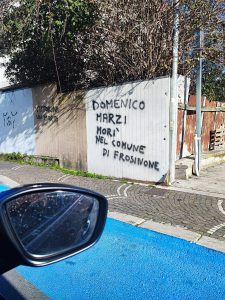 DOMENICO
MARZI
MORI'
NEL COMUNE
DI FROSINONE